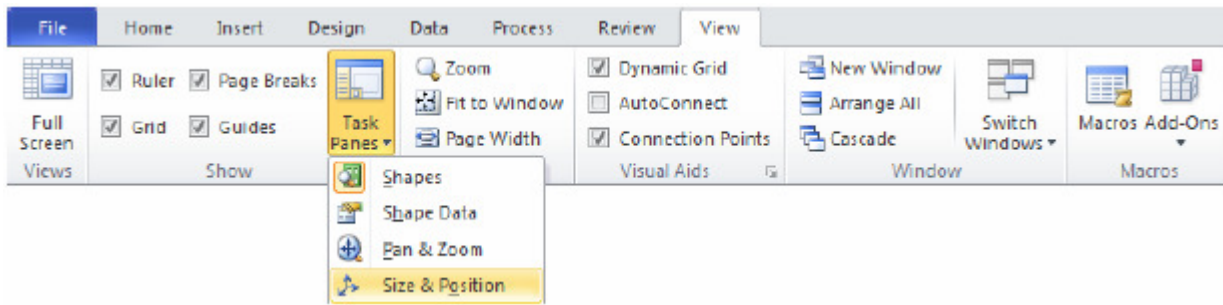 File Home Insert Design Data Process Review View
Ruler Page Breaks Zoom Dynamic Grid New Window
Fit to Window AutoConnect Arrange All
Full Screen Grid Guides Task Panes Page Width Connection Points Cascade Switch Windows Macros Add-Ons
Views Show Visual Aids Window Macros
Shapes
Shape Data
Pan & Zoom
Size & Position